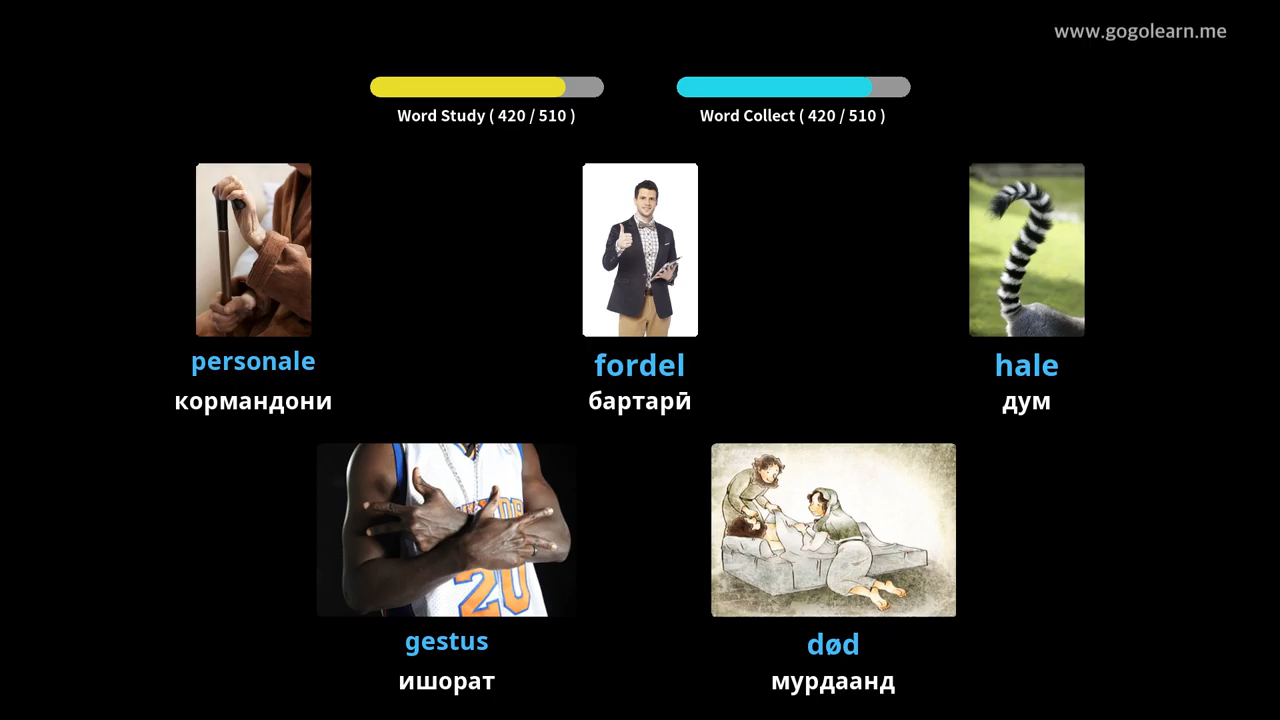 www.gogolearn.me
Word Study ( 420 / 510 )
Word Collect ( 420 / 510 )
personale
кормандони
fordel
бартарӣ
hale
дум
20
gestus
ишорат
død
мурдаанд